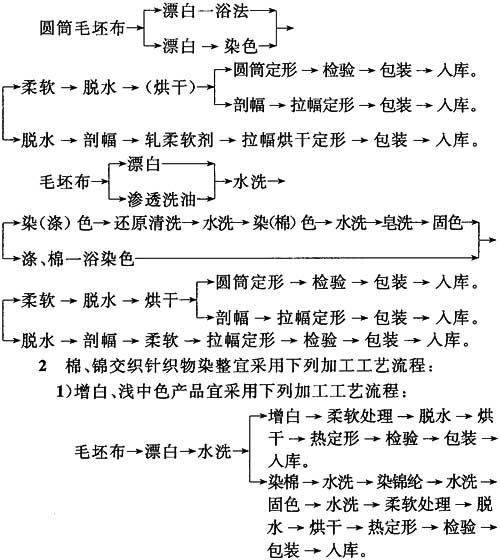 漂白一浴法
圆筒毛坯布
漂白→染色
圆筒定形→检验→包装→入库。
柔软→脱水→(烘干)
剖幅→拉幅定形→包装→入库。
脱水→剖幅→轧柔软剂→拉幅烘干定形→包装→入库。
漂白
毛坯布 水洗→
渗透洗油
染(涤)色→还原清洗→水洗→染(棉)色→水洗→皂洗→固色
涤、棉一浴染色
圆筒定形→检验→包装→入库。
柔软→脱水→烘干
剖幅→拉幅定形→包装→入库。
脱水→剖幅→柔软→拉幅定形→检验→包装→入库。
2 棉、锦交织针织物染整宜采用下列加工工艺流程:
1)增白、浅中色产品宜采用下列加工工艺流程:
增白→柔软处理→脱水→烘
干→热定形→检验→包装→
毛坯布→漂白→水洗
入库。
染棉→水洗→染锦纶→水洗→
固色→水洗→柔软处理→脱
水→烘干→热定形→检验→
包装→入库。